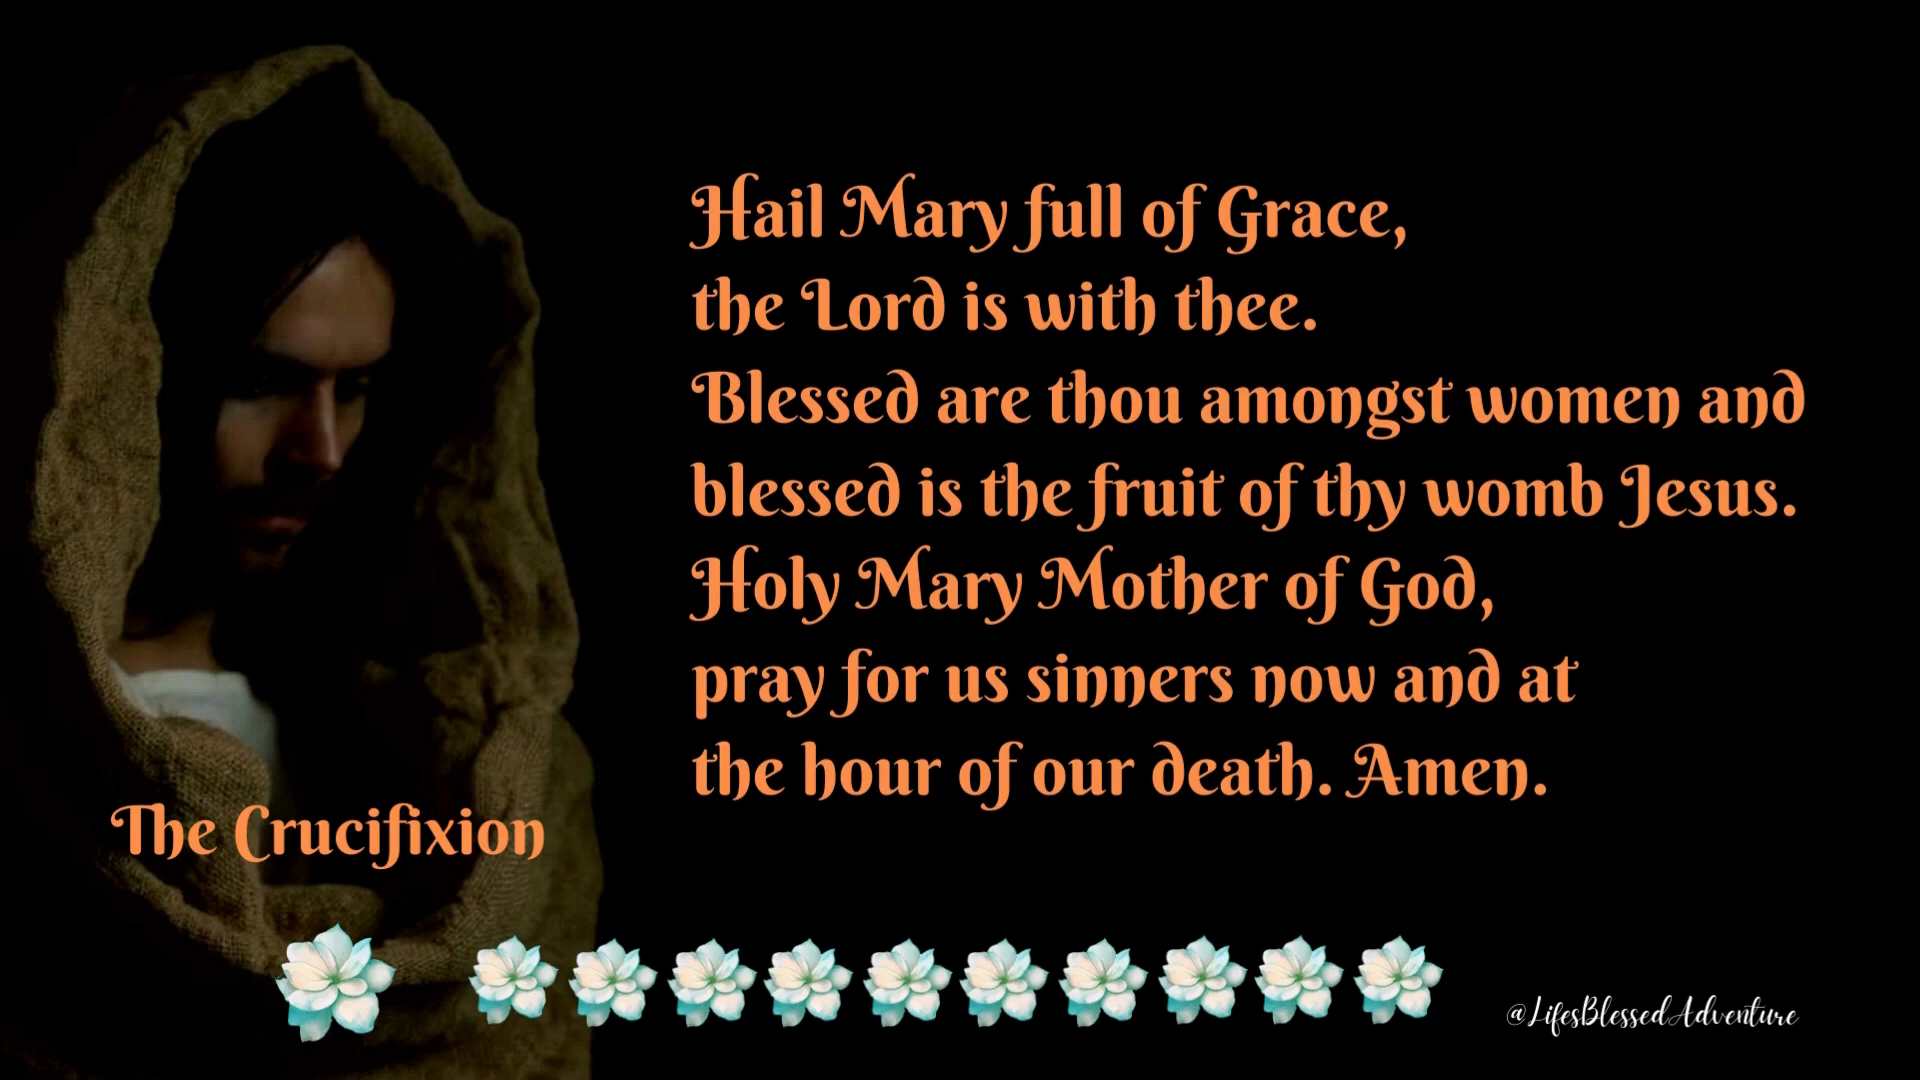 Hail Mary full of Grace,
the Lord is with thee.
Blessed are thou amongst women and
blessed is the fruit of thy womb Jesus.
Holy Mary Mother of God,
pray for us sinners now and at
the hour of our death. Amen.
The Crucifixion
@LifesBlessedAdventure